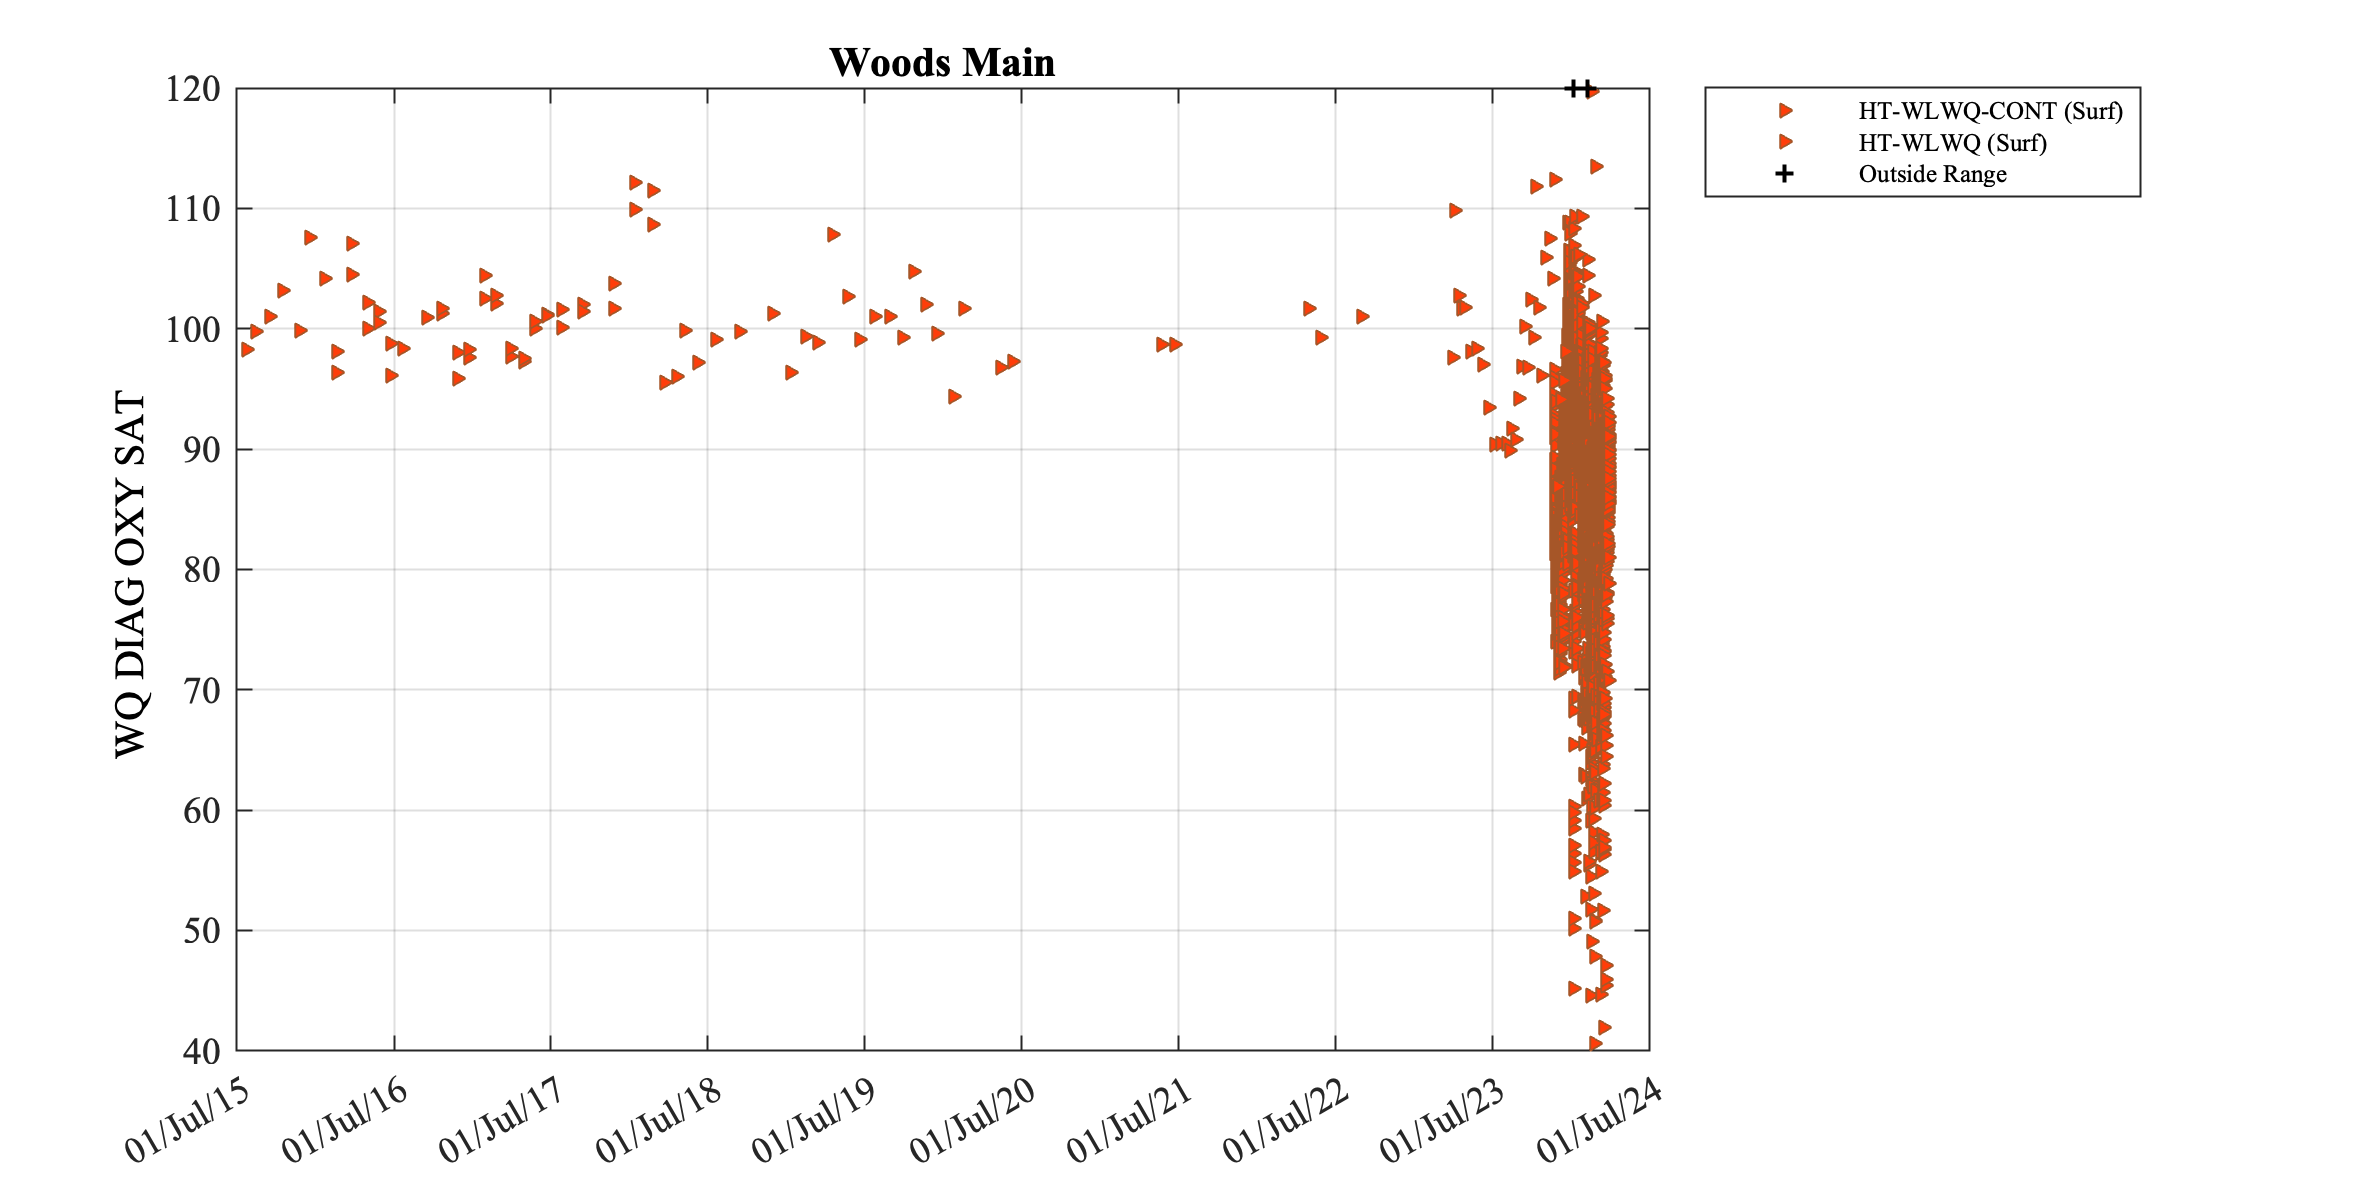 Woods Main
120
110
100
90
80
70
60
50
40
WQ DIAG OXY SAT
01/Jul/15
01/Jul/16
01/Jul/17
01/Jul/18
01/Jul/19
01/Jul/20
01/Jul/21
01/Jul/22
01/Jul/23
01/Jul/24
HT-WLWQ-CONT (Surf)
HT-WLWQ (Surf)
Outside Range